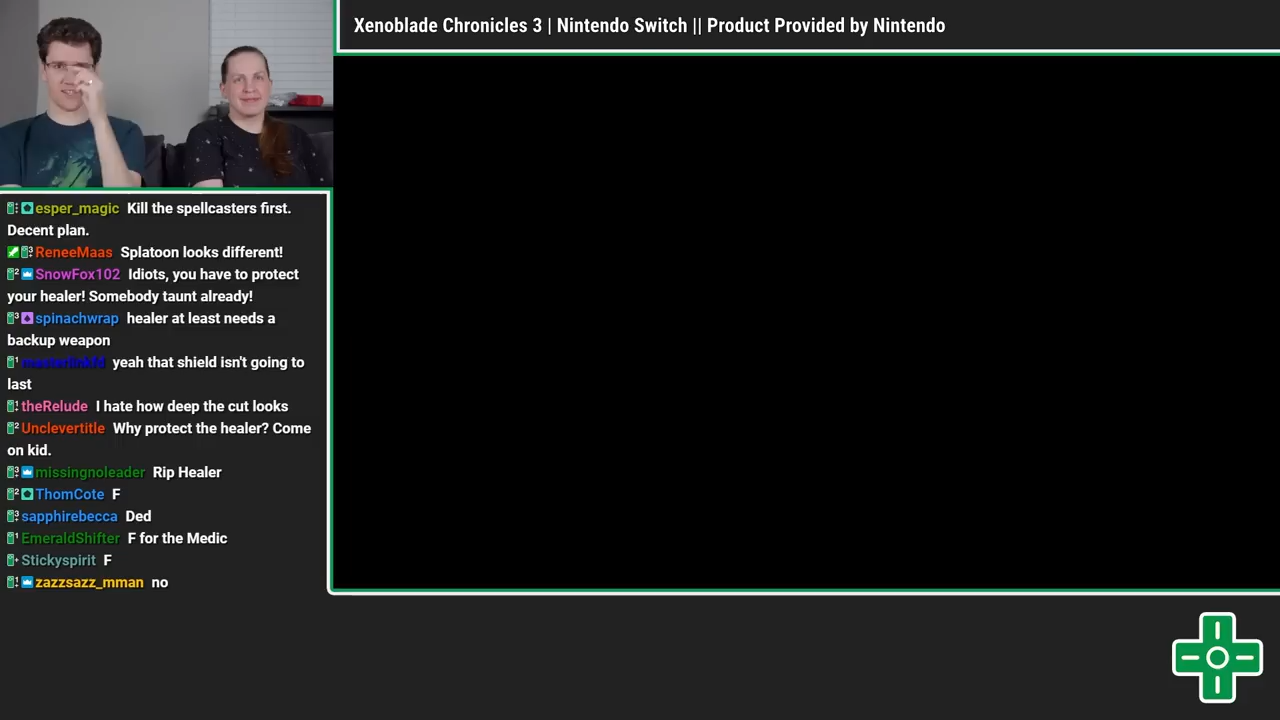 Xenoblade Chronicles 3 | Nintendo Switch || Product Provided by Nintendo
esper_magic Kill the spellcasters first.
Decent plan.
ReneeMaas Splatoon looks different!
SnowFox102 Idiots, you have to protect
your healer! Somebody taunt already!
spinachwrap healer at least needs a
backup weapon
masterlinkfd yeah that shield isn't going to
last
theRelude I hate how deep the cut looks
Unclevertitle Why protect the healer? Come
on kid.
missingnoleader Rip Healer
ThomCote F
sapphirebecca Ded
EmeraldShifter F for the Medic
Stickyspirit F
zazzsazz_mman no